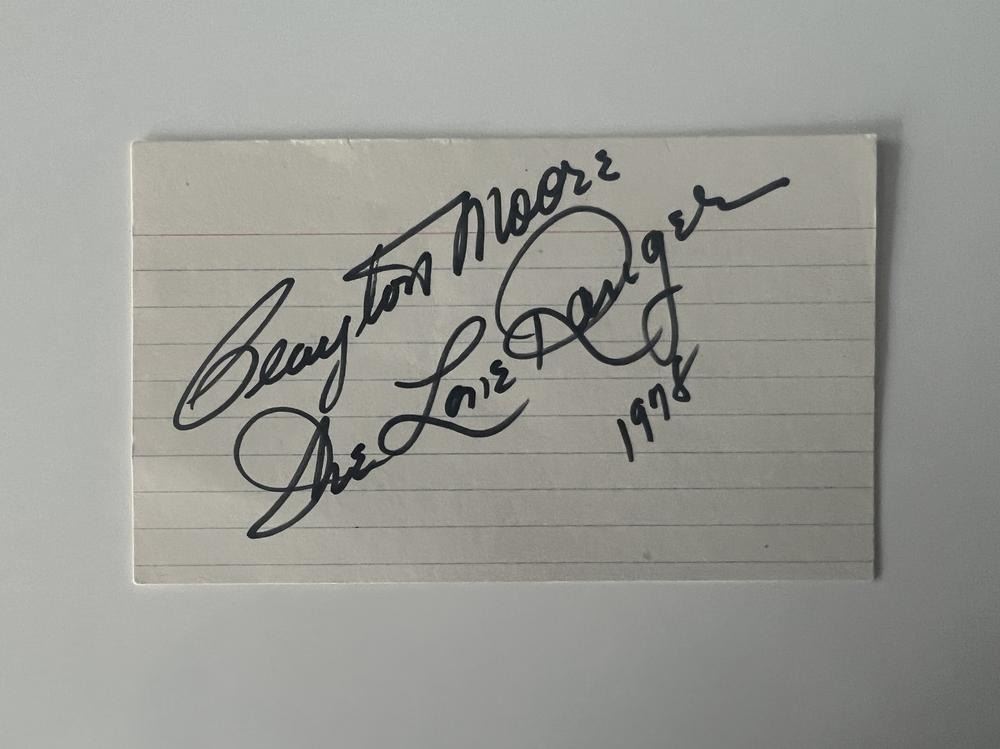 Clayton Moore
The Lone Ranger
1978